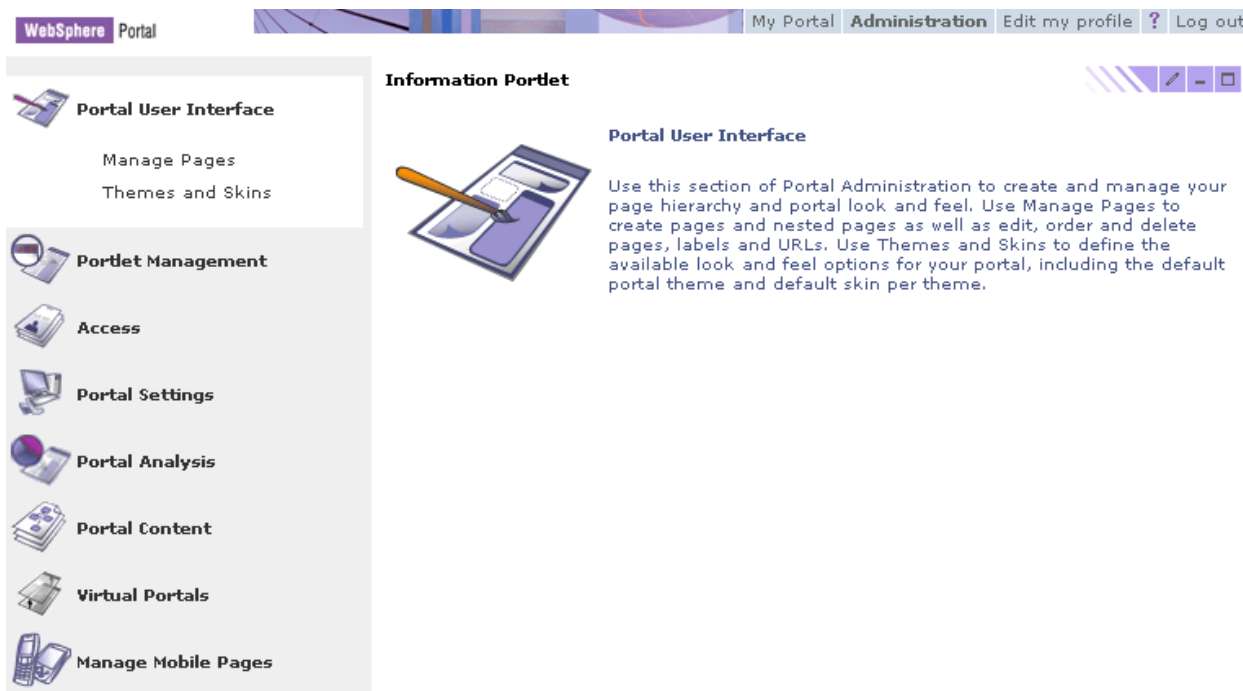 WebSphere Portal
My Portal Administration Edit my profile ? Log out
Portal User Interface
Manage Pages
Themes and Skins
Portlet Management
Access
Portal Settings
Portal Analysis
Portal Content
Virtual Portals
Manage Mobile Pages
Information Portlet
Portal User Interface
Use this section of Portal Administration to create and manage your
page hierarchy and portal look and feel. Use Manage Pages to
create pages and nested pages as well as edit, order and delete
pages, labels and URLs. Use Themes and Skins to define the
available look and feel options for your portal, including the default
portal theme and default skin per theme.